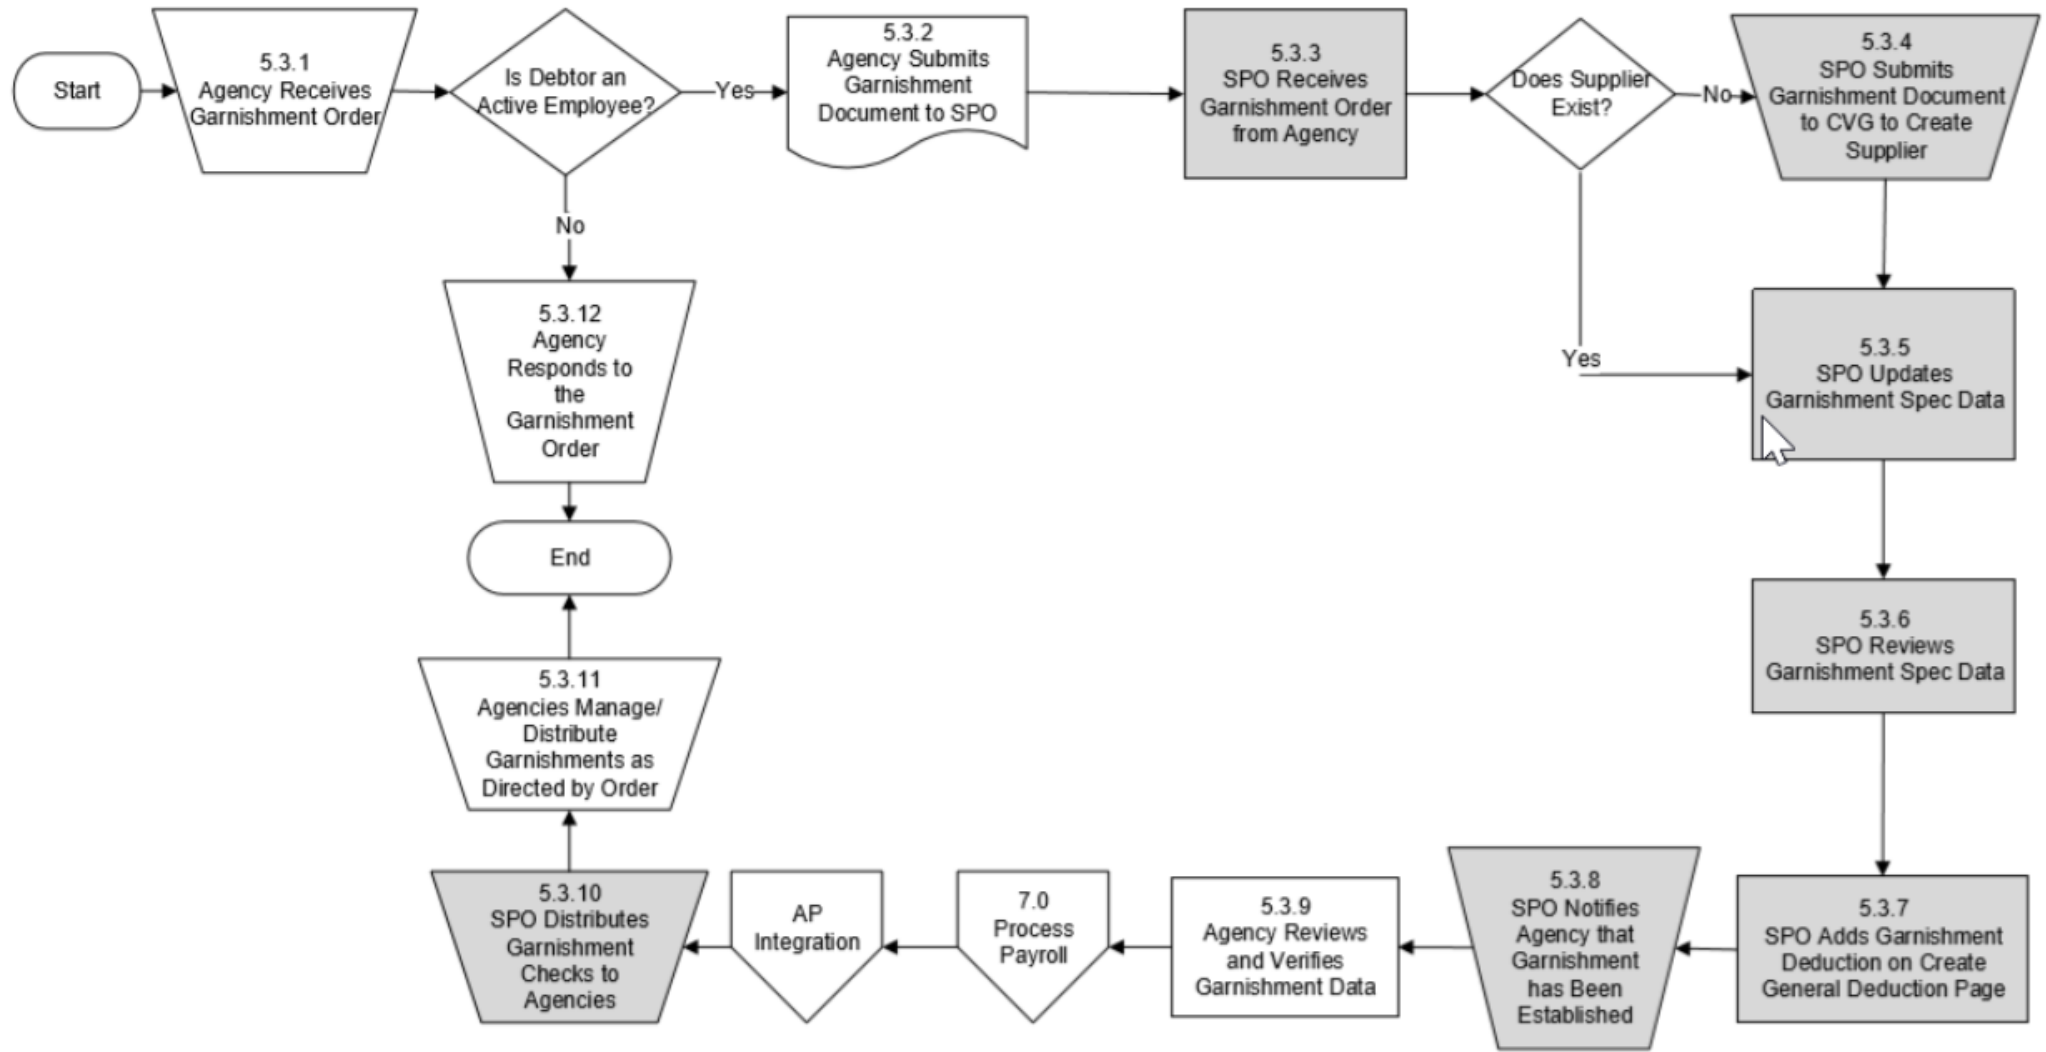 Start
5.3.1
Agency Receives
Garnishment Order
Is Debtor an
Active Employee?
Yes
5.3.2
Agency Submits
Garnishment
Document to SPO
5.3.3
SPO Receives
Garnishment Order
from Agency
Does Supplier
Exist?
No
5.3.4
SPO Submits
Garnishment Document
to CVG to Create
Supplier
No
Yes
5.3.12
Agency
Responds to
the
Garnishment
Order
5.3.5
SPO Updates
Garnishment Spec Data
End
5.3.6
SPO Reviews
Garnishment Spec Data
5.3.11
Agencies Manage/
Distribute
Garnishments as
Directed by Order
5.3.10
SPO Distributes
Garnishment
Checks to
Agencies
AP
Integration
7.0
Process
Payroll
5.3.9
Agency Reviews
and Verifies
Garnishment Data
5.3.8
SPO Notifies
Agency that
Garnishment
has Been
Established
5.3.7
SPO Adds Garnishment
Deduction on Create
General Deduction Page